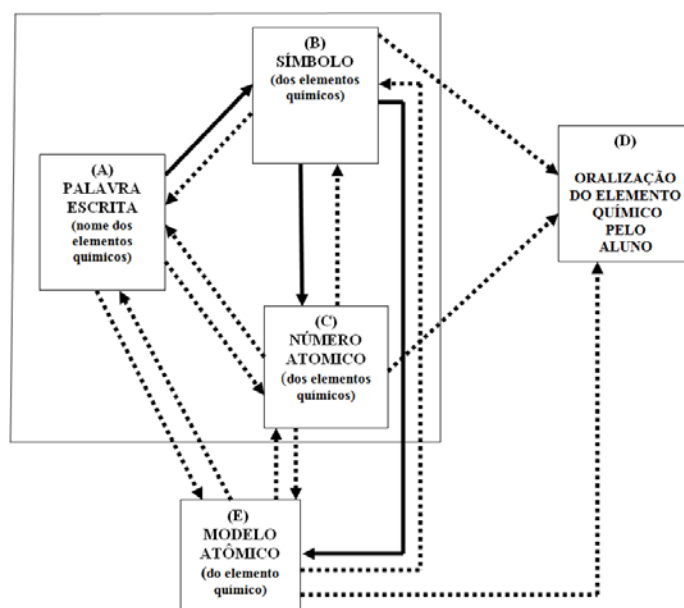 (B)
SÍMBOLO
(dos elementos
químicos)
(A)
PALAVRA
ESCRITA
(nome dos
elementos
químicos)
(D)
ORALIZAÇÃO
DO ELEMENTO
QUÍMICO
PELO
ALUNO
(C)
NÚMERO
ATOMICO
(dos elementos
químicos)
(E)
MODELO
ATÔMICO
(do elemento
químico)